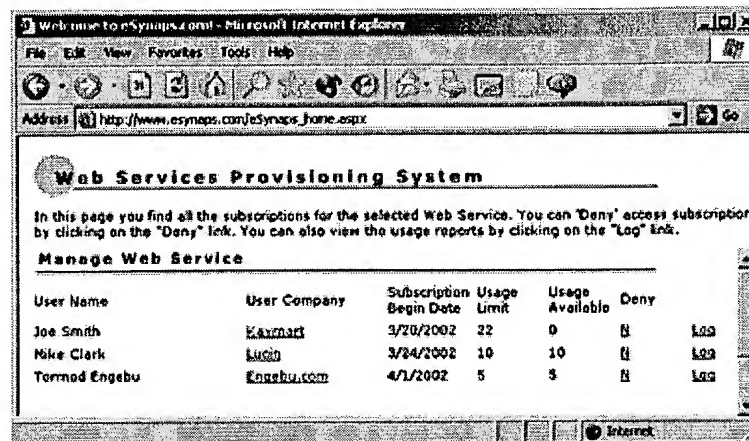 Welcome to eSynaps.com! - Microsoft Internet Explorer
File Edit View Favorites Tools Help
Address http://www.esynaps.com/eSynaps_home.aspx Go
Web Services Provisioning System
In this page you find all the subscriptions for the selected Web Service. You can "Deny" access subscription
by clicking on the "Deny" link. You can also view the usage reports by clicking on the "Log" link.
Manage Web Service
User Name User Company Subscription Begin Date Usage Limit Usage Available Deny
Joe Smith Kaxmart 3/20/2002 22 0 N Log
Mike Clark Lucin 3/24/2002 10 10 N Log
Tormod Engebu Engebu.com 4/1/2002 5 5 N Log
Internet